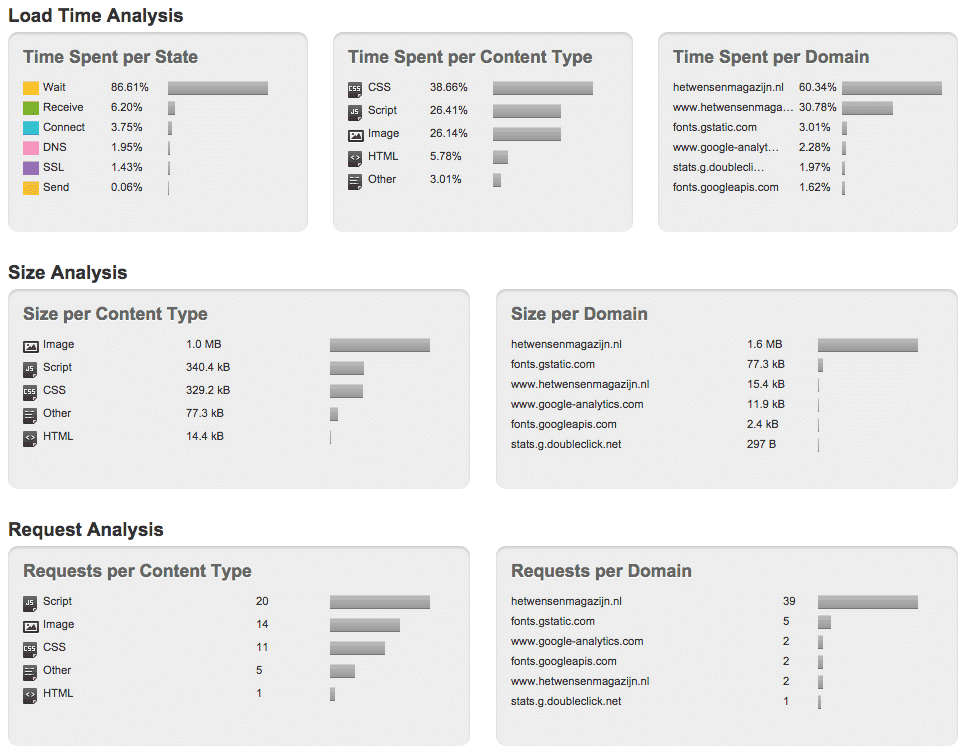 Load Time Analysis
Time Spent per State
Wait 86.61%
Receive 6.20%
Connect 3.75%
DNS 1.95%
SSL 1.43%
Send 0.06%
Time Spent per Content Type
CSS CSS 38.66%
JS Script 26.41%
Image 26.14%
<> HTML 5.78%
Other 3.01%
Time Spent per Domain
hetwensenmagazijn.nl 60.34%
www.hetwensenmaga... 30.78%
fonts.gstatic.com 3.01%
www.google-analyt... 2.28%
stats.g.doublecli... 1.97%
fonts.googleapis.com 1.62%
Size Analysis
Size per Content Type
Image 1.0 MB
JS Script 340.4 kB
CSS CSS 329.2 kB
Other 77.3 kB
<> HTML 14.4 kB
Size per Domain
hetwensenmagazijn.nl 1.6 MB
fonts.gstatic.com 77.3 kB
www.hetwensenmagazijn.nl 15.4 kB
www.google-analytics.com 11.9 kB
fonts.googleapis.com 2.4 kB
stats.g.doubleclick.net 297 B
Request Analysis
Requests per Content Type
JS Script 20
Image 14
CSS CSS 11
Other 5
<> HTML 1
Requests per Domain
hetwensenmagazijn.nl 39
fonts.gstatic.com 5
www.google-analytics.com 2
fonts.googleapis.com 2
www.hetwensenmagazijn.nl 2
stats.g.doubleclick.net 1